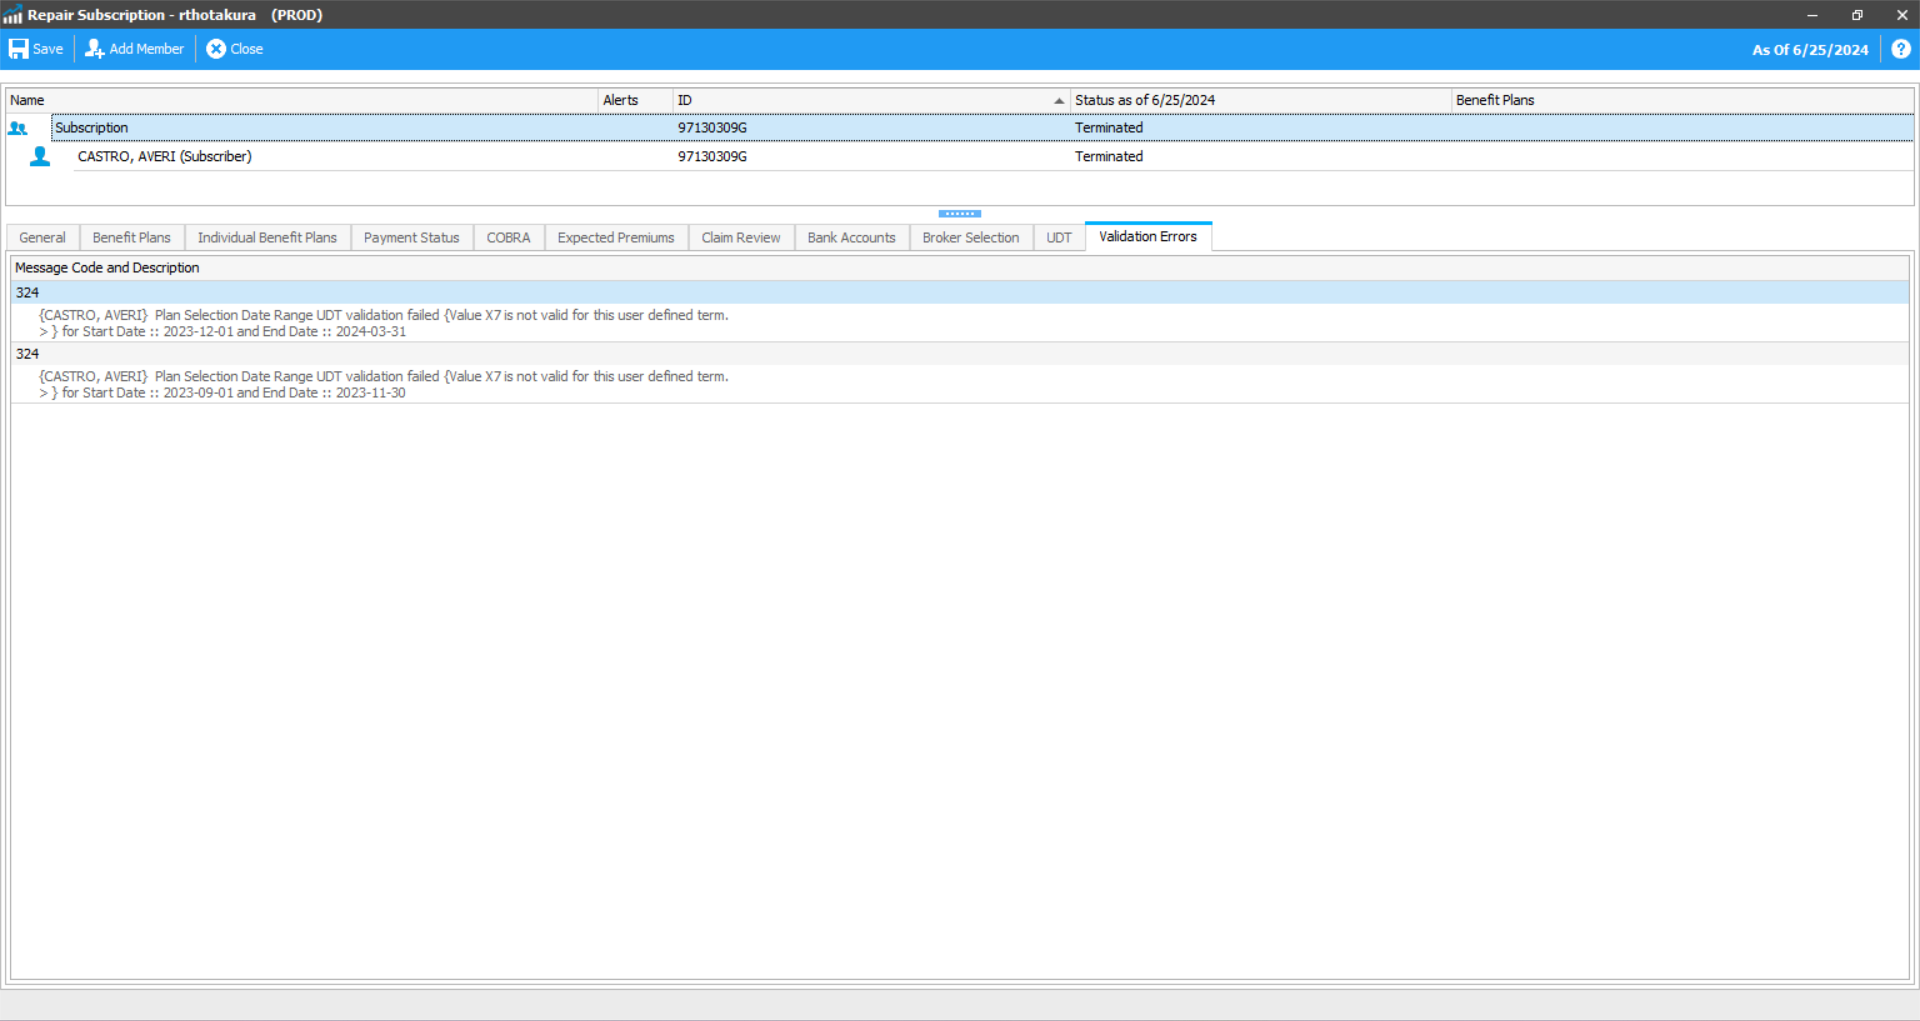 Repair Subscription - rthotakura (PROD)
Save Add Member Close As Of 6/25/2024 ?
Name Alerts ID Status as of 6/25/2024 Benefit Plans
Subscription 97130309G Terminated
CASTRO, AVERI (Subscriber) 97130309G Terminated
General Benefit Plans Individual Benefit Plans Payment Status COBRA Expected Premiums Claim Review Bank Accounts Broker Selection UDT Validation Errors
Message Code and Description
324
{CASTRO, AVERI} Plan Selection Date Range UDT validation failed {Value X7 is not valid for this user defined term.
> } for Start Date :: 2023-12-01 and End Date :: 2024-03-31
324
{CASTRO, AVERI} Plan Selection Date Range UDT validation failed {Value X7 is not valid for this user defined term.
> } for Start Date :: 2023-09-01 and End Date :: 2023-11-30